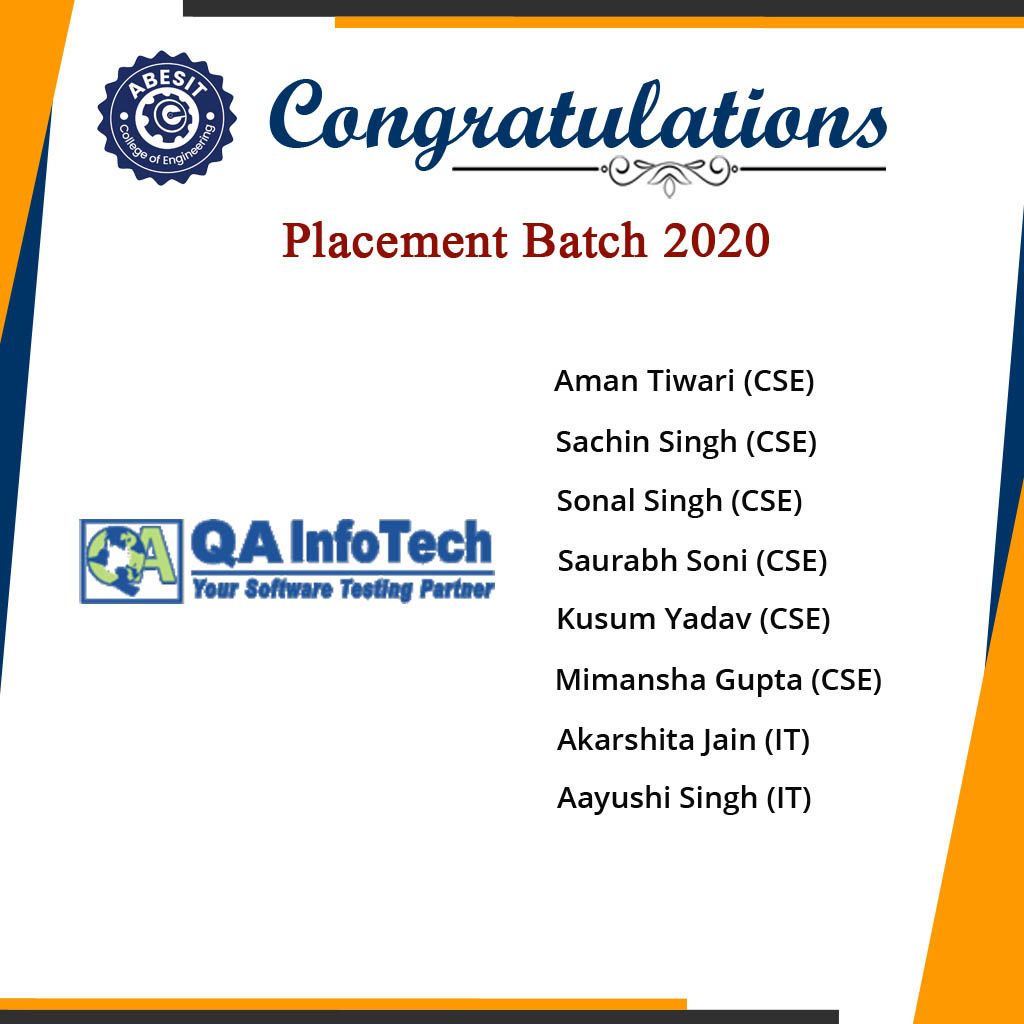 ABESIT
College of Engineering
Congratulations
Placement Batch 2020
Aman Tiwari (CSE)
Sachin Singh (CSE)
Sonal Singh (CSE)
QA
QA InfoTech
Your Software Testing Partner
Saurabh Soni (CSE)
Kusum Yadav (CSE)
Mimansha Gupta (CSE)
Akarshita Jain (IT)
Aayushi Singh (IT)